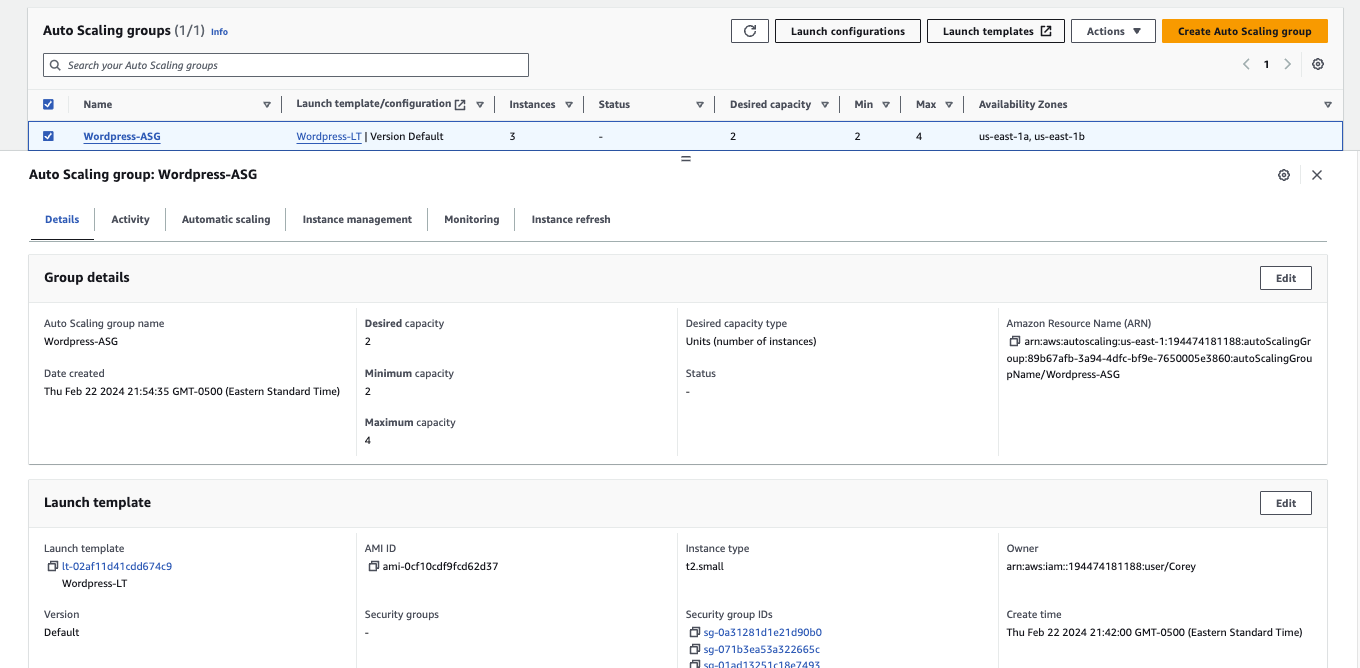 Auto Scaling groups (1/1) Info
Launch configurations
Launch templates
Actions
Create Auto Scaling group
Search your Auto Scaling groups
1
Name Launch template/configuration Instances Status Desired capacity Min Max Availability Zones
Wordpress-ASG Wordpress-LT | Version Default 3 - 2 2 4 us-east-1a, us-east-1b
Auto Scaling group: Wordpress-ASG
Details Activity Automatic scaling Instance management Monitoring Instance refresh
Group details
Edit
Auto Scaling group name
Wordpress-ASG
Date created
Thu Feb 22 2024 21:54:35 GMT-0500 (Eastern Standard Time)
Desired capacity
2
Minimum capacity
2
Maximum capacity
4
Desired capacity type
Units (number of instances)
Status
-
Amazon Resource Name (ARN)
arn:aws:autoscaling:us-east-1:194474181188:autoScalingGr
oup:89b67afb-3a94-4dfc-bf9e-7650005e3860:autoScalingGrou
pName/Wordpress-ASG
Launch template
Edit
Launch template
lt-02af11d41cdd674c9
Wordpress-LT
Version
Default
AMI ID
ami-0cf10cdf9fcd62d37
Security groups
-
Instance type
t2.small
Security group IDs
sg-0a31281d1e21d90b0
sg-071b3ea53a322665c
sg-01ad13251c18e7493
Owner
arn:aws:iam::194474181188:user/Corey
Create time
Thu Feb 22 2024 21:42:00 GMT-0500 (Eastern Standard Time)